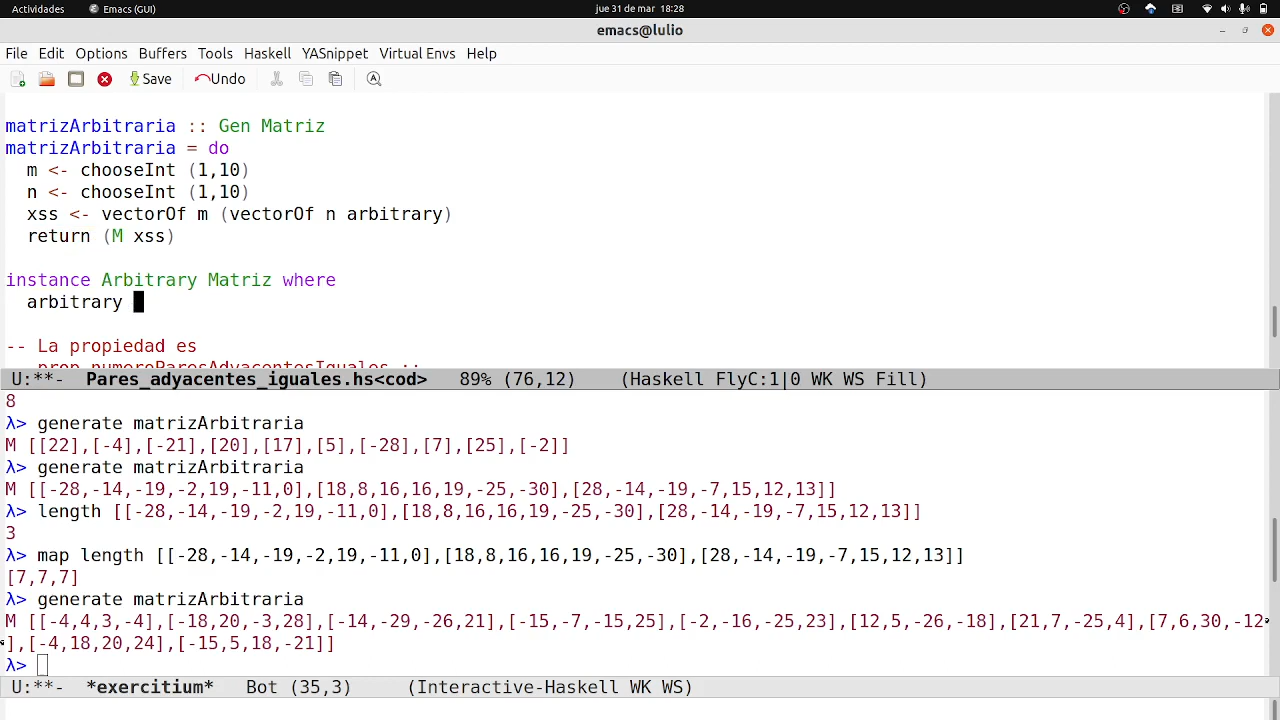 Actividades Emacs (GUI) jue 31 de mar 18:28
emacs@lulio
File Edit Options Buffers Tools Haskell YASnippet Virtual Envs Help
Save Undo
matrizArbitraria :: Gen Matriz
matrizArbitraria = do
  m <- chooseInt (1,10)
  n <- chooseInt (1,10)
  xss <- vectorOf m (vectorOf n arbitrary)
  return (M xss)
instance Arbitrary Matriz where
  arbitrary
-- La propiedad es
prop_numeroParesAdyacentesIguales ::
U:**-  Pares_adyacentes_iguales.hs<cod>   89% (76,12)     (Haskell FlyC:1|0 WK WS Fill)
8
λ> generate matrizArbitraria
M [[22],[-4],[-21],[20],[17],[5],[-28],[7],[25],[-2]]
λ> generate matrizArbitraria
M [[-28,-14,-19,-2,19,-11,0],[18,8,16,16,19,-25,-30],[28,-14,-19,-7,15,12,13]]
λ> length [[-28,-14,-19,-2,19,-11,0],[18,8,16,16,19,-25,-30],[28,-14,-19,-7,15,12,13]]
3
λ> map length [[-28,-14,-19,-2,19,-11,0],[18,8,16,16,19,-25,-30],[28,-14,-19,-7,15,12,13]]
[7,7,7]
λ> generate matrizArbitraria
M [[-4,4,3,-4],[-18,20,-3,28],[-14,-29,-26,21],[-15,-7,-15,25],[-2,-16,-25,23],[12,5,-26,-18],[21,7,-25,4],[7,6,30,-12
],[-4,18,20,24],[-15,5,18,-21]]
λ>
U:**-  *exercitium*   Bot (35,3)     (Interactive-Haskell WK WS)